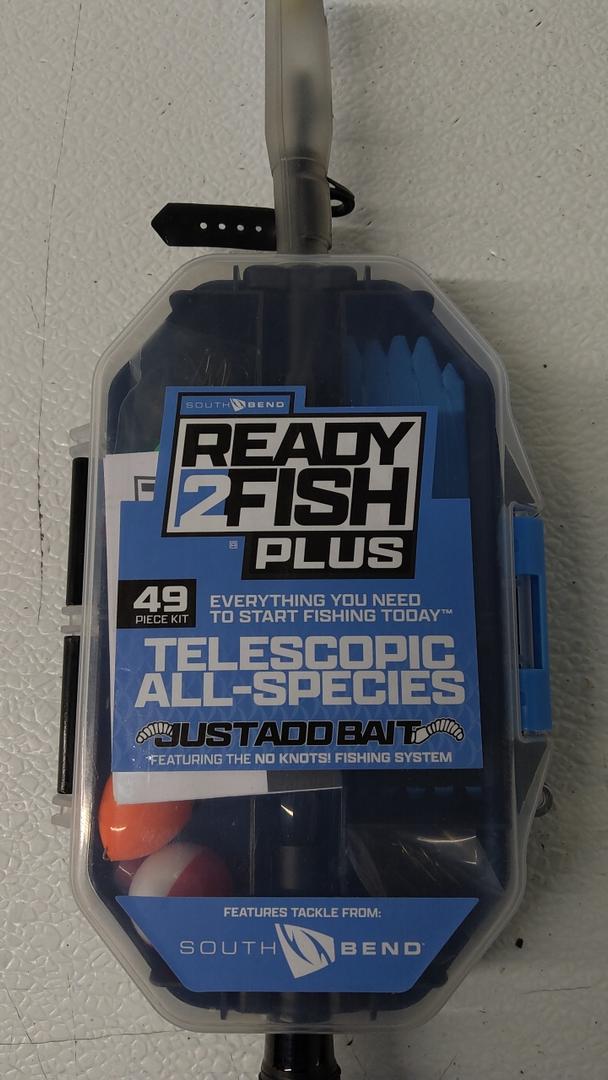 SOUTH BEND
READY
2FISH
PLUS
49
PIECE KIT
EVERYTHING YOU NEED
TO START FISHING TODAY™
TELESCOPIC
ALL-SPECIES
JUST ADD BAIT
FEATURING THE NO KNOTS! FISHING SYSTEM
FEATURES TACKLE FROM:
SOUTH BEND